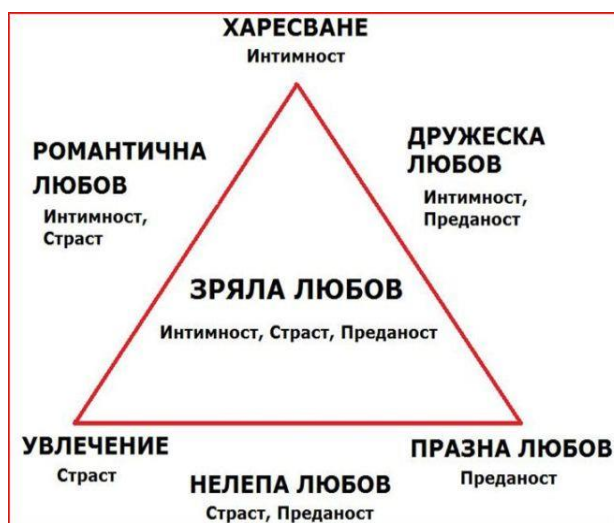 ХАРЕСВАНЕ
Интимност
РОМАНТИЧНА
ЛЮБОВ
Интимност,
Страст
ДРУЖЕСКА
ЛЮБОВ
Интимност,
Преданост
ЗРЯЛА ЛЮБОВ
Интимност, Страст, Преданост
УВЛЕЧЕНИЕ
Страст
НЕЛЕПА ЛЮБОВ
Страст, Преданост
ПРАЗНА ЛЮБОВ
Преданост